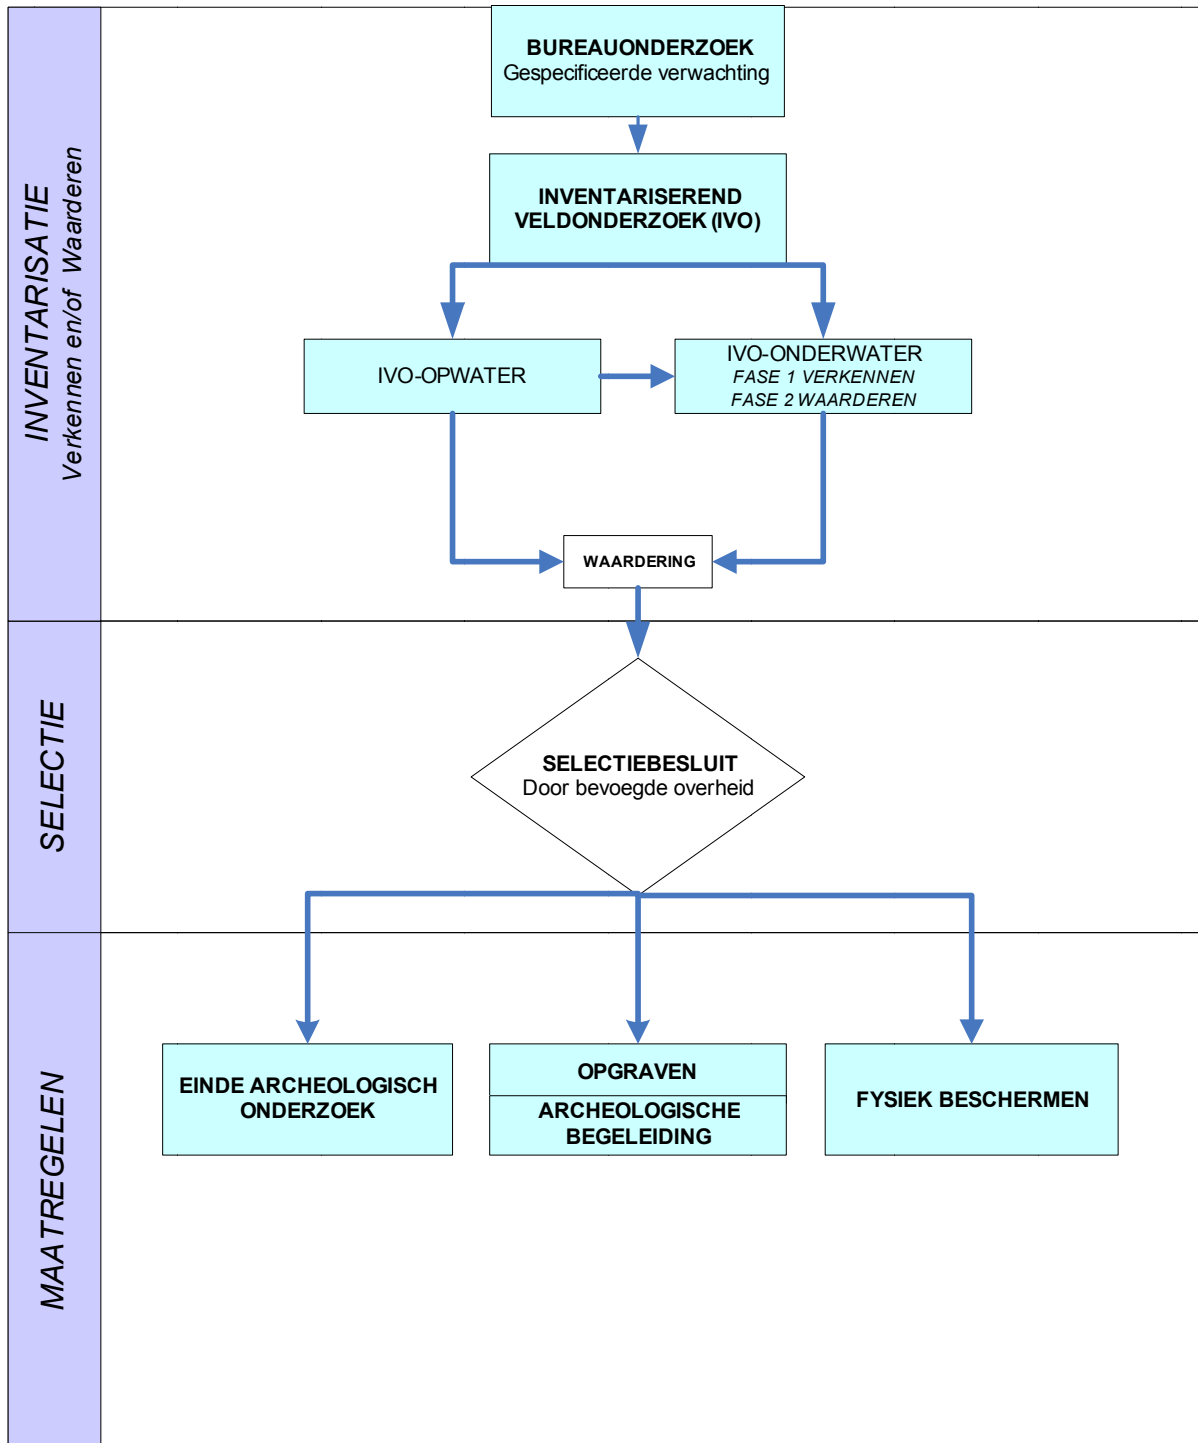 INVENTARISATIE
Verkennen en/of Waarderen
BUREAUONDERZOEK
Gespecificeerde verwachting
INVENTARISEREND
VELDONDERZOEK (IVO)
IVO-OPWATER
IVO-ONDERWATER
FASE 1 VERKENNEN
FASE 2 WAARDEREN
WAARDERING
SELECTIE
SELECTIEBESLUIT
Door bevoegde overheid
MAATREGELEN
EINDE ARCHEOLOGISCH
ONDERZOEK
OPGRAVEN
ARCHEOLOGISCHE
BEGELEIDING
FYSIEK BESCHERMEN